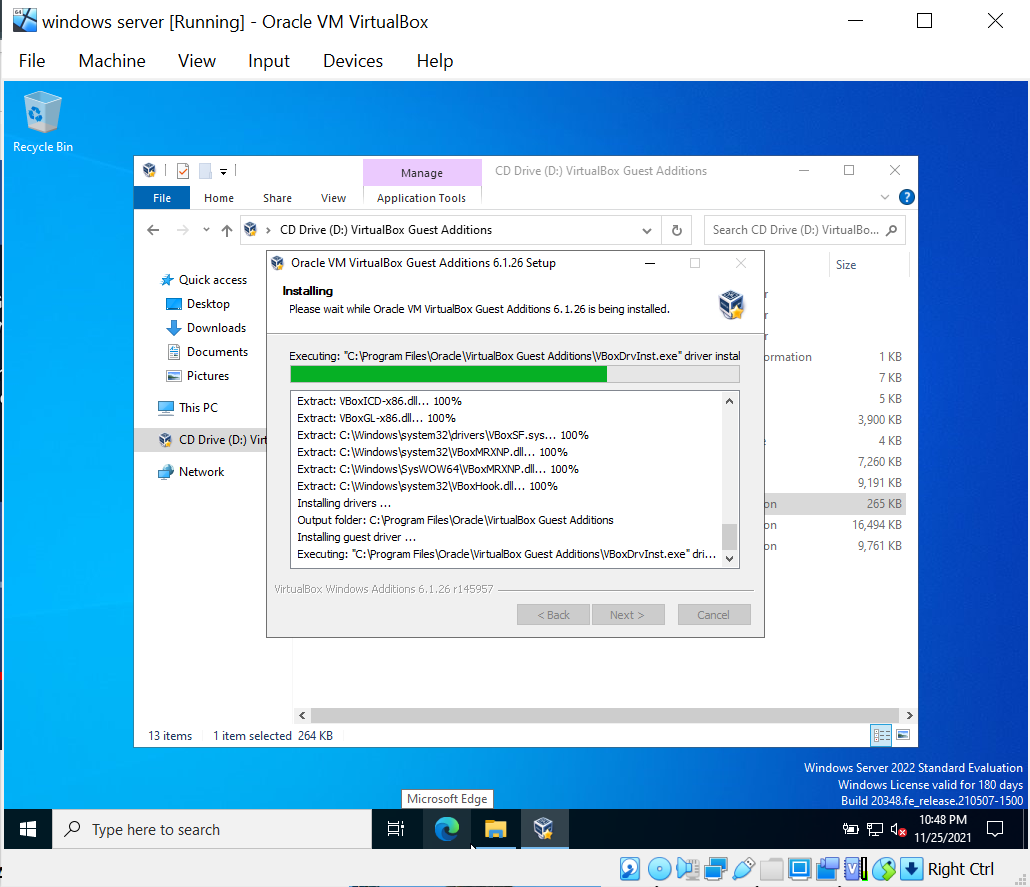 windows server [Running] - Oracle VM VirtualBox
File Machine View Input Devices Help
Recycle Bin
Manage CD Drive (D:) VirtualBox Guest Additions
File Home Share View Application Tools
CD Drive (D:) VirtualBox Guest Additions Search CD Drive (D:) VirtualBo...
Oracle VM VirtualBox Guest Additions 6.1.26 Setup
Size
Quick access
Desktop
Downloads
Documents
Pictures
This PC
CD Drive (D:) Virt
Network
Installing
Please wait while Oracle VM VirtualBox Guest Additions 6.1.26 is being installed.
Executing: "C:\Program Files\Oracle\VirtualBox Guest Additions\VBoxDrvInst.exe" driver instal
Extract: VBoxICD-x86.dll... 100%
Extract: VBoxGL-x86.dll... 100%
Extract: C:\Windows\system32\drivers\VBoxSF.sys... 100%
Extract: C:\Windows\system32\VBoxMRXNP.dll... 100%
Extract: C:\Windows\SysWOW64\VBoxMRXNP.dll... 100%
Extract: C:\Windows\system32\VBoxHook.dll... 100%
Installing drivers ...
Output folder: C:\Program Files\Oracle\VirtualBox Guest Additions
Installing guest driver ...
Executing: "C:\Program Files\Oracle\VirtualBox Guest Additions\VBoxDrvInst.exe" dri...
VirtualBox Windows Additions 6.1.26 r145957
< Back Next > Cancel
ormation 1 KB
7 KB
5 KB
3,900 KB
4 KB
7,260 KB
9,191 KB
on 265 KB
on 16,494 KB
on 9,761 KB
13 items 1 item selected 264 KB
Windows Server 2022 Standard Evaluation
Windows License valid for 180 days
Build 20348.fe_release.210507-1500
Microsoft Edge
Type here to search
10:48 PM
11/25/2021
Right Ctrl